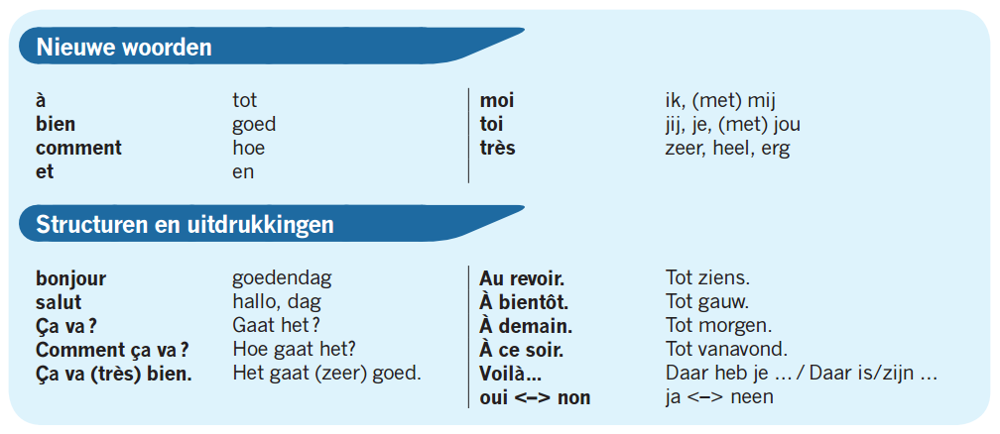 Nieuwe woorden
à tot
bien goed
comment hoe
et en
moi ik, (met) mij
toi jij, je, (met) jou
très zeer, heel, erg
Structuren en uitdrukkingen
bonjour goedendag
salut hallo, dag
Ça va ? Gaat het ?
Comment ça va ? Hoe gaat het?
Ça va (très) bien. Het gaat (zeer) goed.
Au revoir. Tot ziens.
À bientôt. Tot gauw.
À demain. Tot morgen.
À ce soir. Tot vanavond.
Voilà... Daar heb je ... / Daar is/zijn ...
oui <–> non ja <–> neen